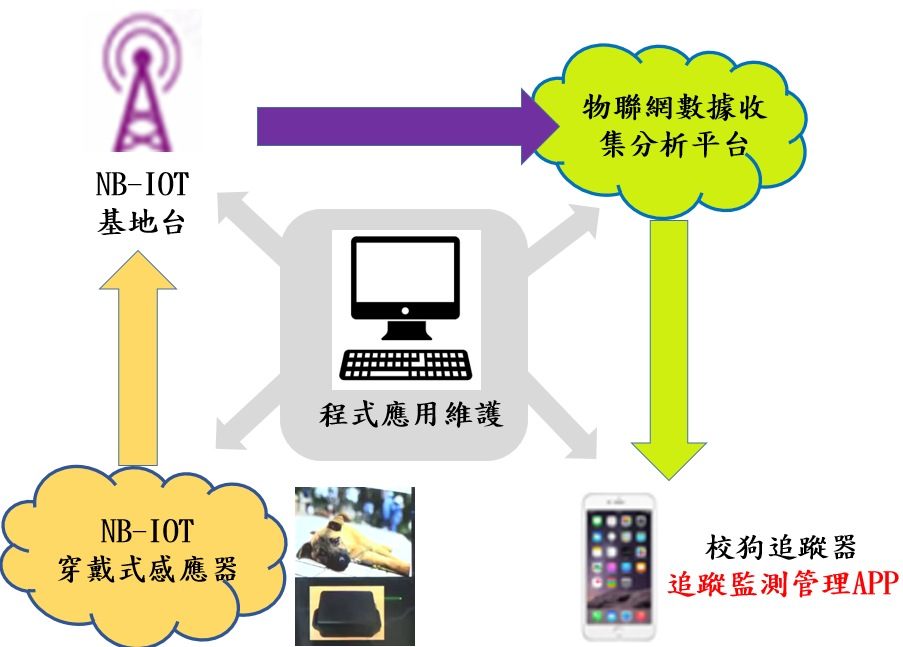 NB-IOT
基地台
物聯網數據收
集分析平台
程式應用維護
NB-IOT
穿戴式感應器
校狗追蹤器
追蹤監測管理APP